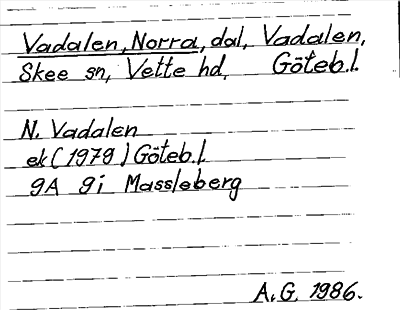 Vadalen, Norra, dal, Vadalen,
Skee sn, Vette hd, Göteb.l.
N. Vadalen
ek (1979) Göteb.l.
9A 9i Massleberg
A.G. 1986.